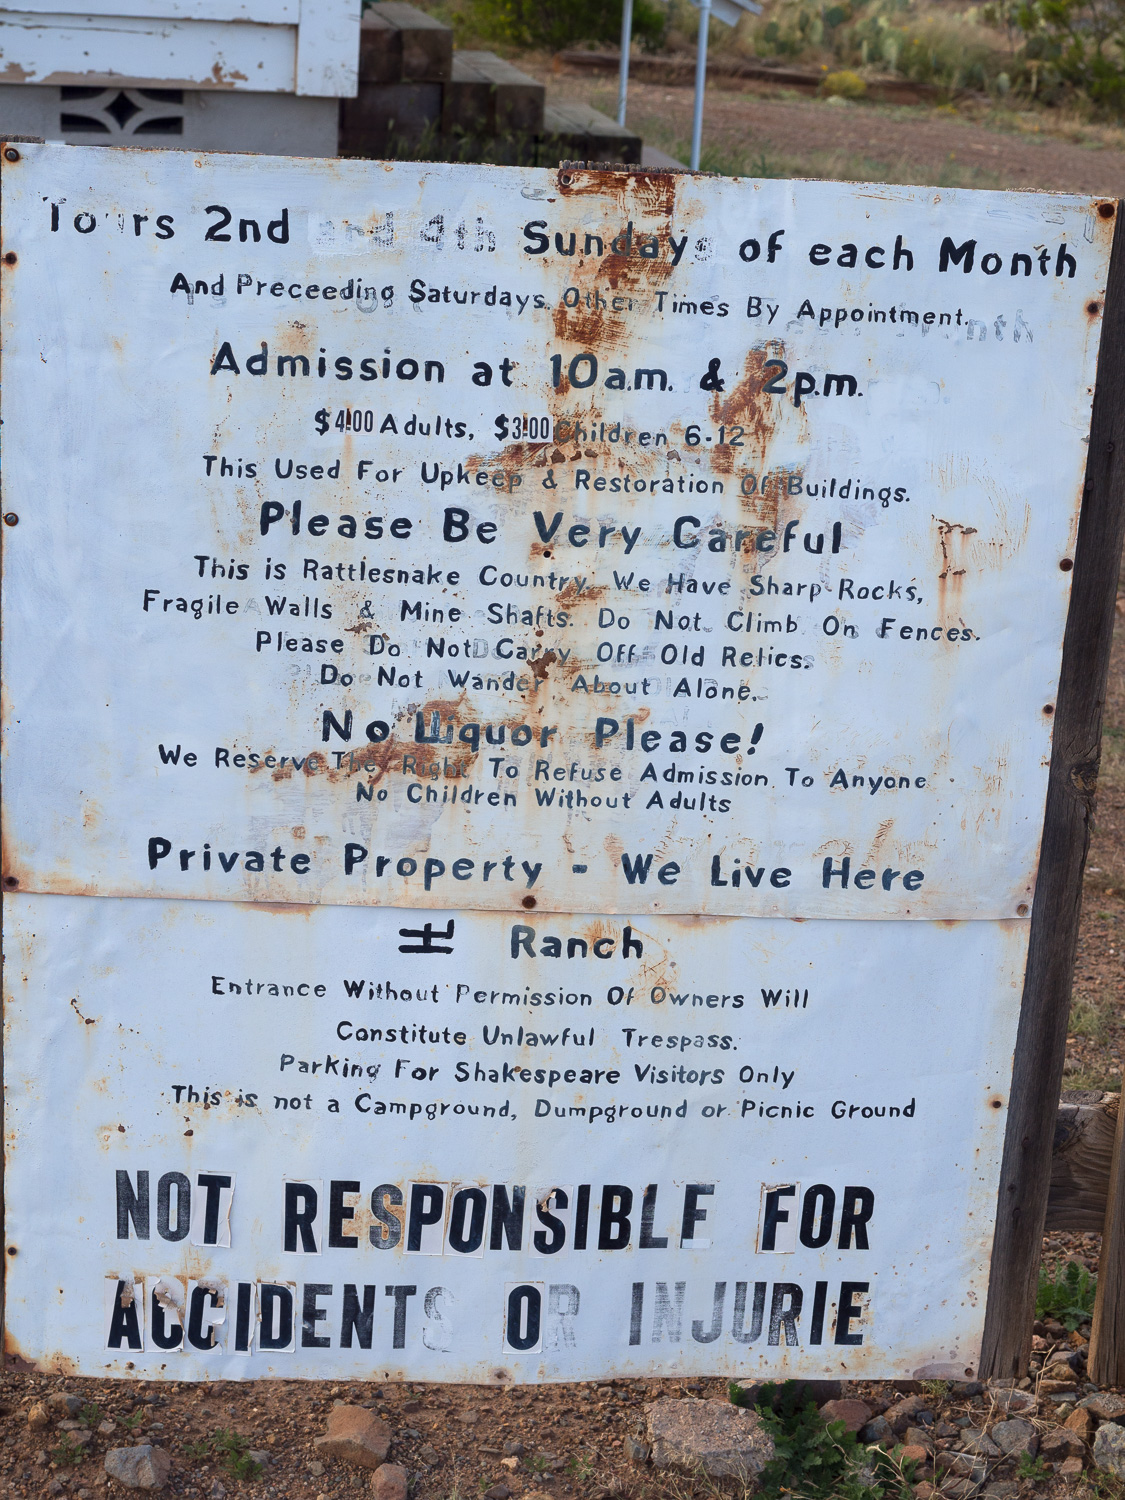 Tours 2nd and 4th Sundays of each Month
And Preceeding Saturdays. Other Times By Appointment.
Admission at 10a.m. & 2p.m.
$4.00 Adults, $3.00 Children 6-12
This Used For Upkeep & Restoration Of Buildings.
Please Be Very Careful
This is Rattlesnake Country. We Have Sharp Rocks,
Fragile Walls & Mine Shafts. Do Not Climb On Fences.
Please Do Not Carry Off Old Relics.
Do Not Wander About Alone.
No Liquor Please!
We Reserve The Right To Refuse Admission To Anyone
No Children Without Adults
Private Property - We Live Here
Ranch
Entrance Without Permission Of Owners Will
Constitute Unlawful Trespass.
Parking For Shakespeare Visitors Only
This is not a Campground, Dumpground or Picnic Ground
NOT RESPONSIBLE FOR
ACCIDENTS OR INJURIE